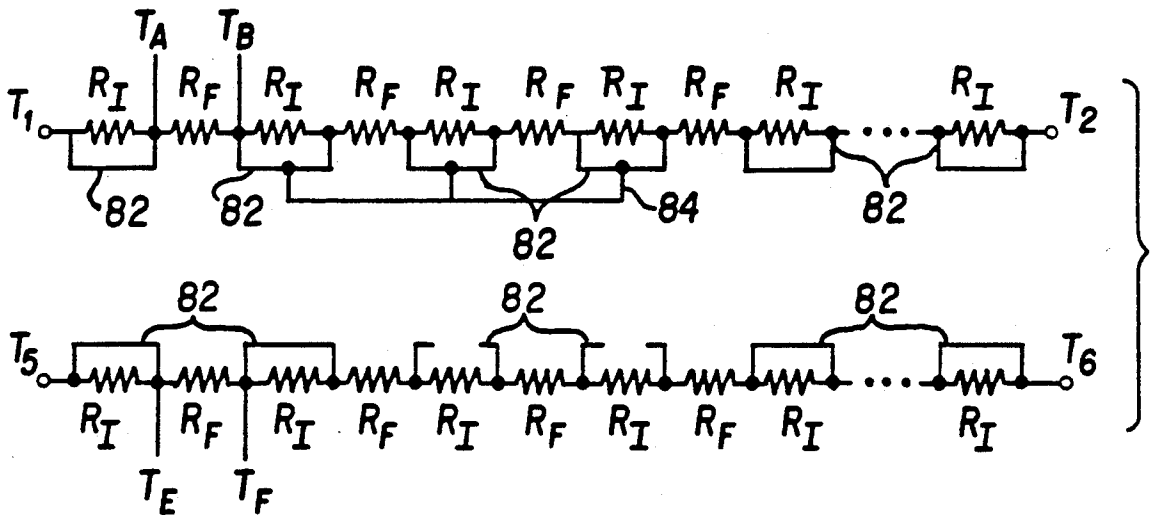 T_A T_B
R_I R_F R_I R_F R_I R_F R_I R_F R_I R_I
T_1 T_2
82 82 82 84 82
82 82 82
T_5 T_6
R_I R_F R_I R_F R_I R_F R_I R_F R_I R_I
T_E T_F